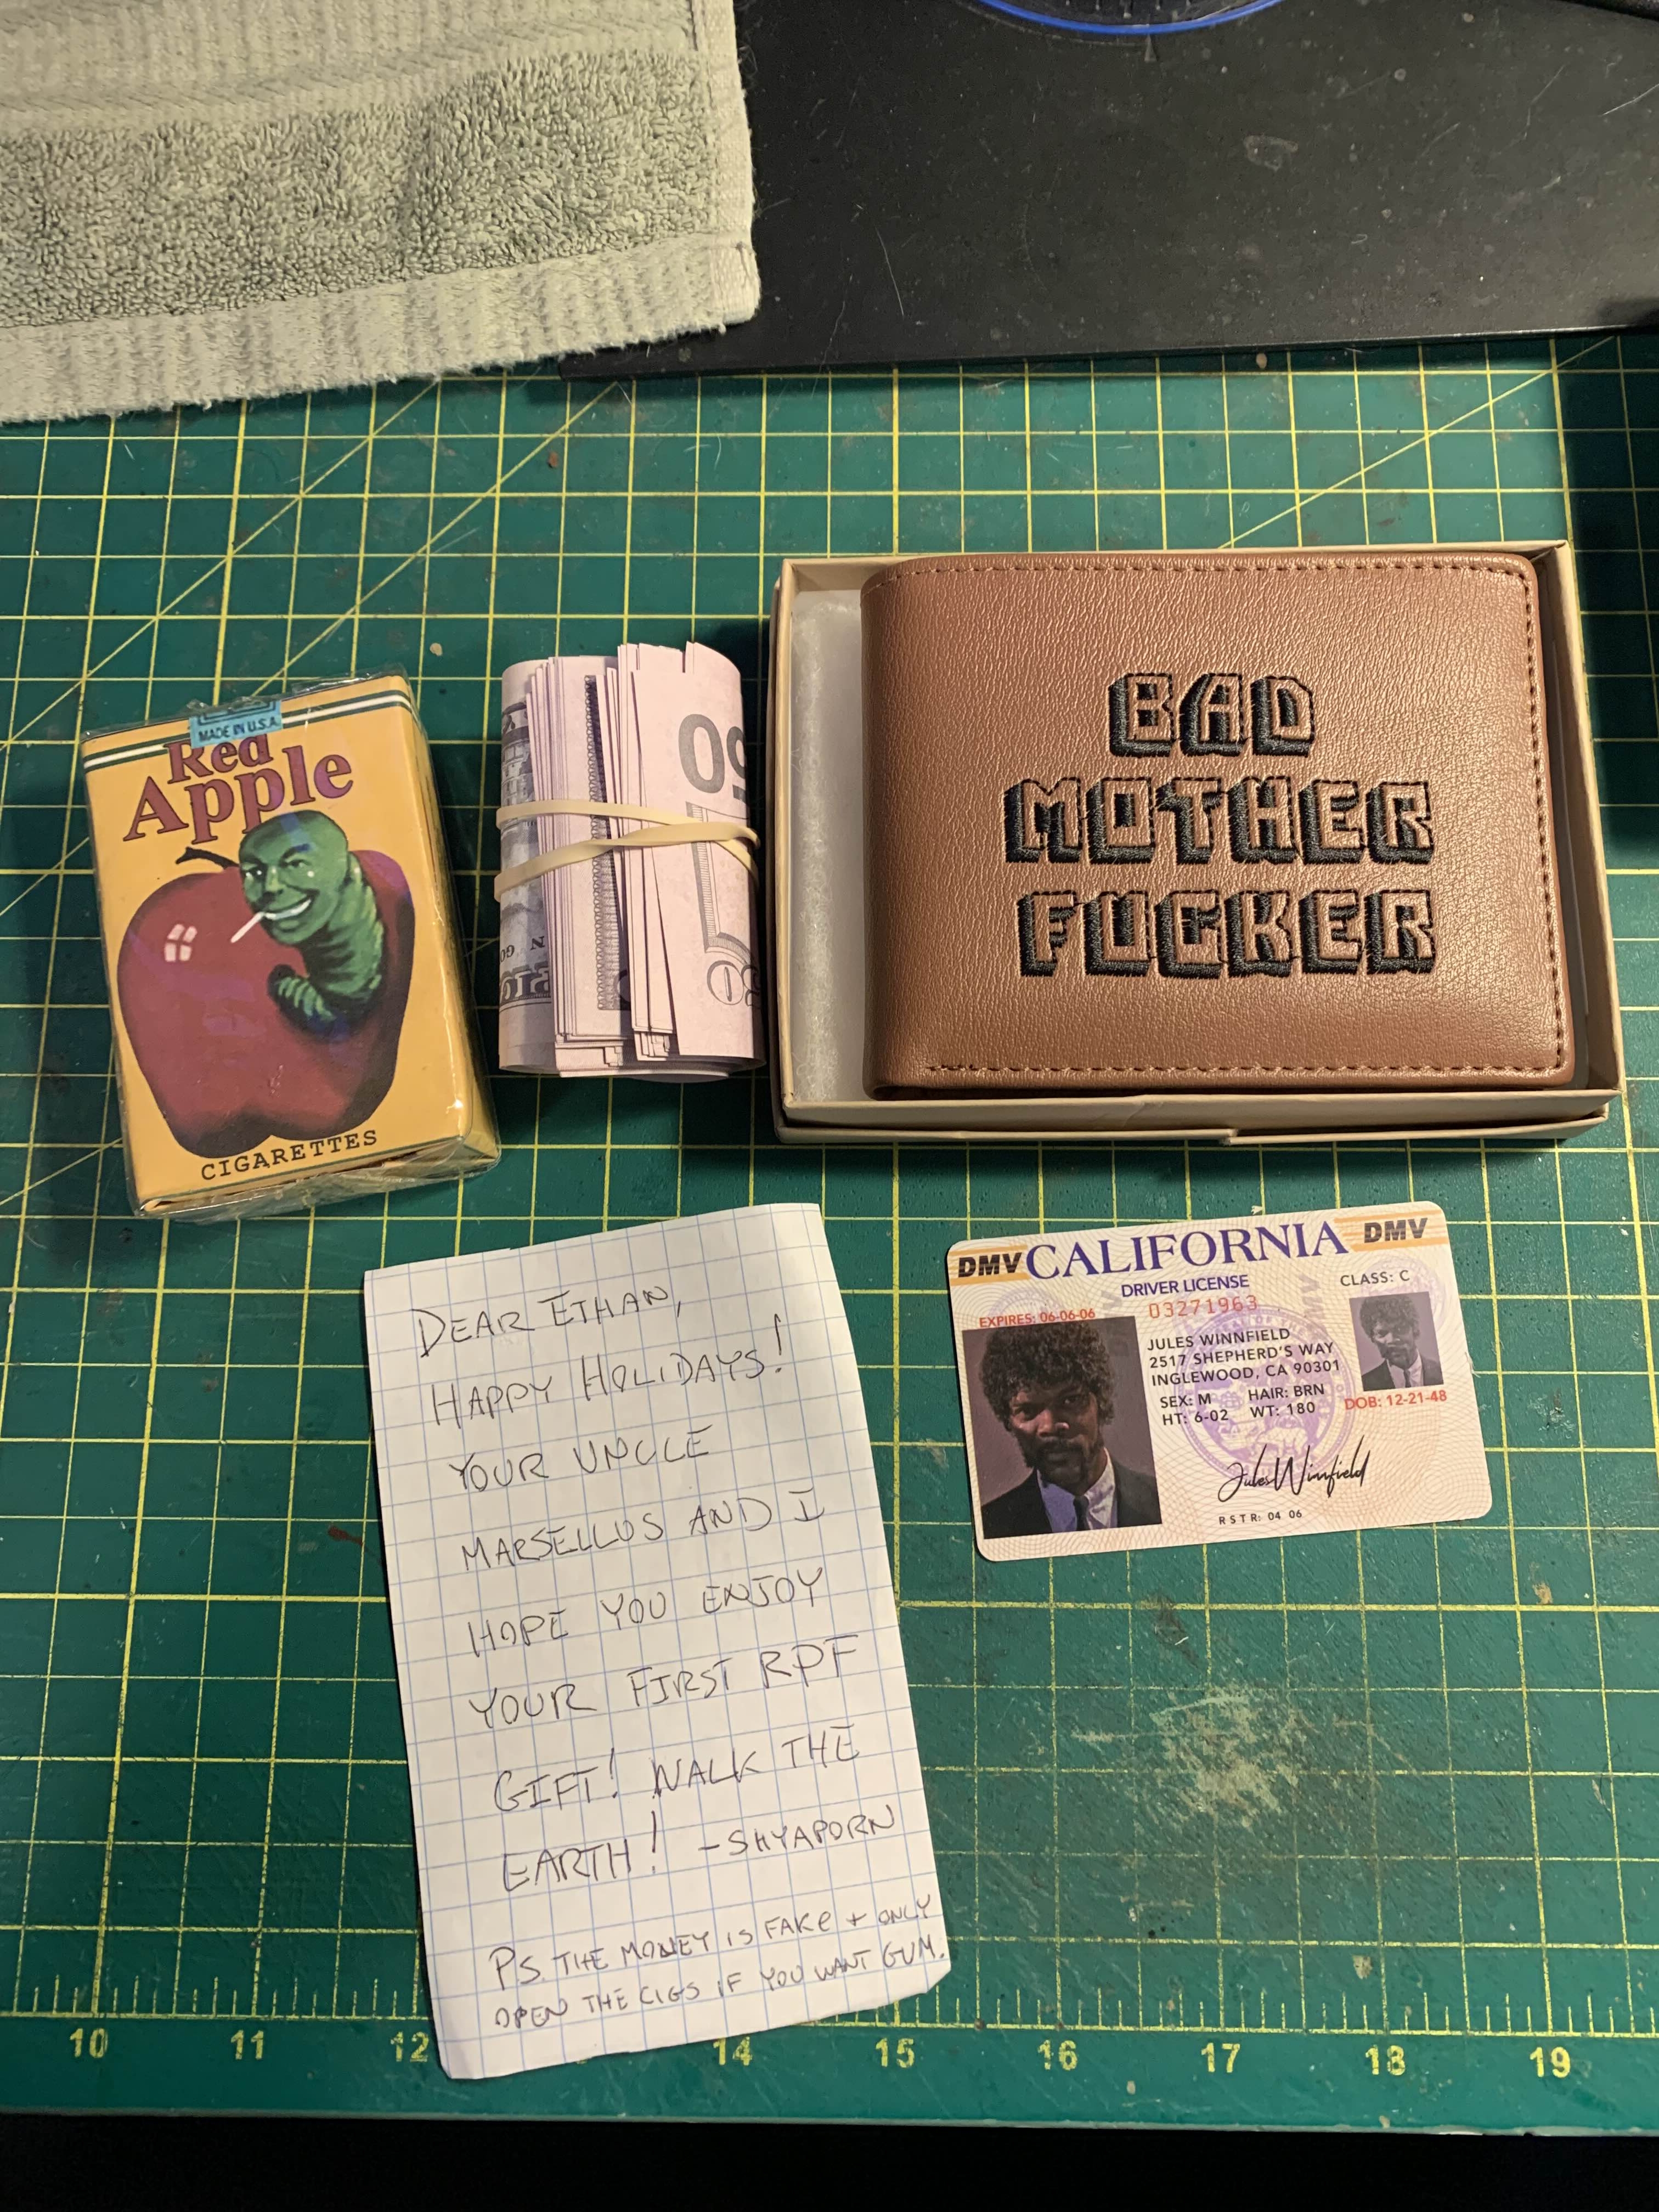 MADE IN U.S.A.
Red
Apple
CIGARETTES
50
BAD
MOTHER
FUCKER
DEAR ETHAN,
HAPPY HOLIDAYS!
YOUR UNCLE
MARSELLUS AND I
HOPE YOU ENJOY
YOUR FIRST RPF
GIFT! WALK THE
EARTH! -SHYAPORN
PS. THE MONEY IS FAKE + ONLY
OPEN THE CIGS IF YOU WANT GUM.
DMV CALIFORNIA DMV
DRIVER LICENSE
CLASS: C
EXPIRES: 06-06-06
03271963
JULES WINNFIELD
2517 SHEPHERD'S WAY
INGLEWOOD, CA 90301
SEX: M HAIR: BRN
HT: 6-02 WT: 180
DOB: 12-21-48
Jules Winnfield
RSTR: 04 06
10 11 12 14 15 16 17 18 19